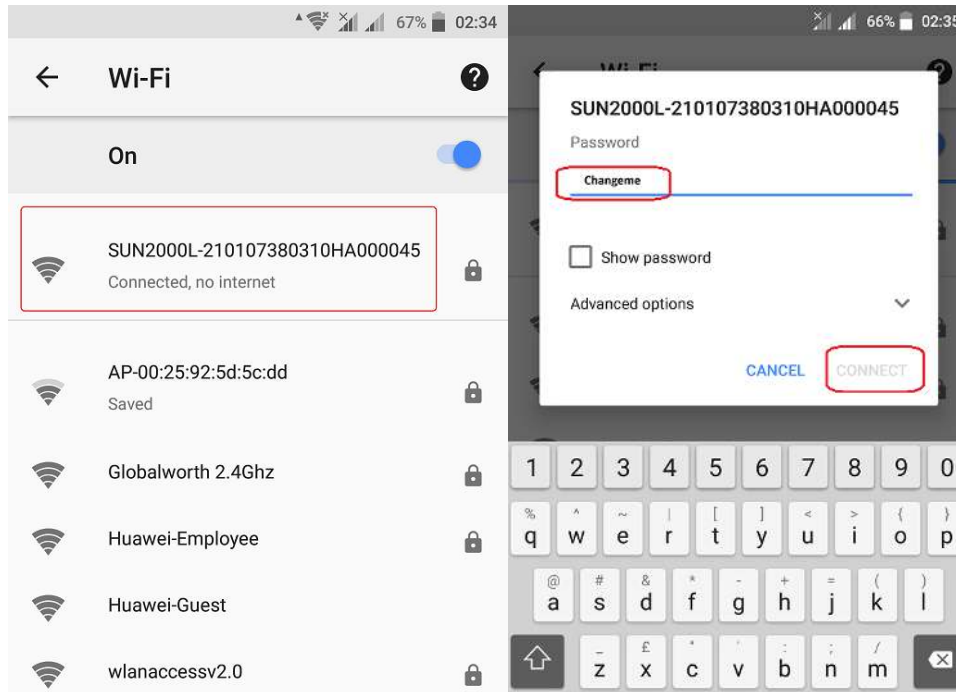 67% 02:34
Wi-Fi
On
SUN2000L-210107380310HA000045
Connected, no internet
AP-00:25:92:5d:5c:dd
Saved
Globalworth 2.4Ghz
Huawei-Employee
Huawei-Guest
wlanaccessv2.0
66% 02:35
Wi-Fi
SUN2000L-210107380310HA000045
Password
Changeme
Show password
Advanced options
CANCEL CONNECT
1 2 3 4 5 6 7 8 9 0
% ^ ~ | [ ] < > { }
q w e r t y u i o p
@ # & * - + = ( )
a s d f g h j k l
_ £ " ' : ; /
z x c v b n m